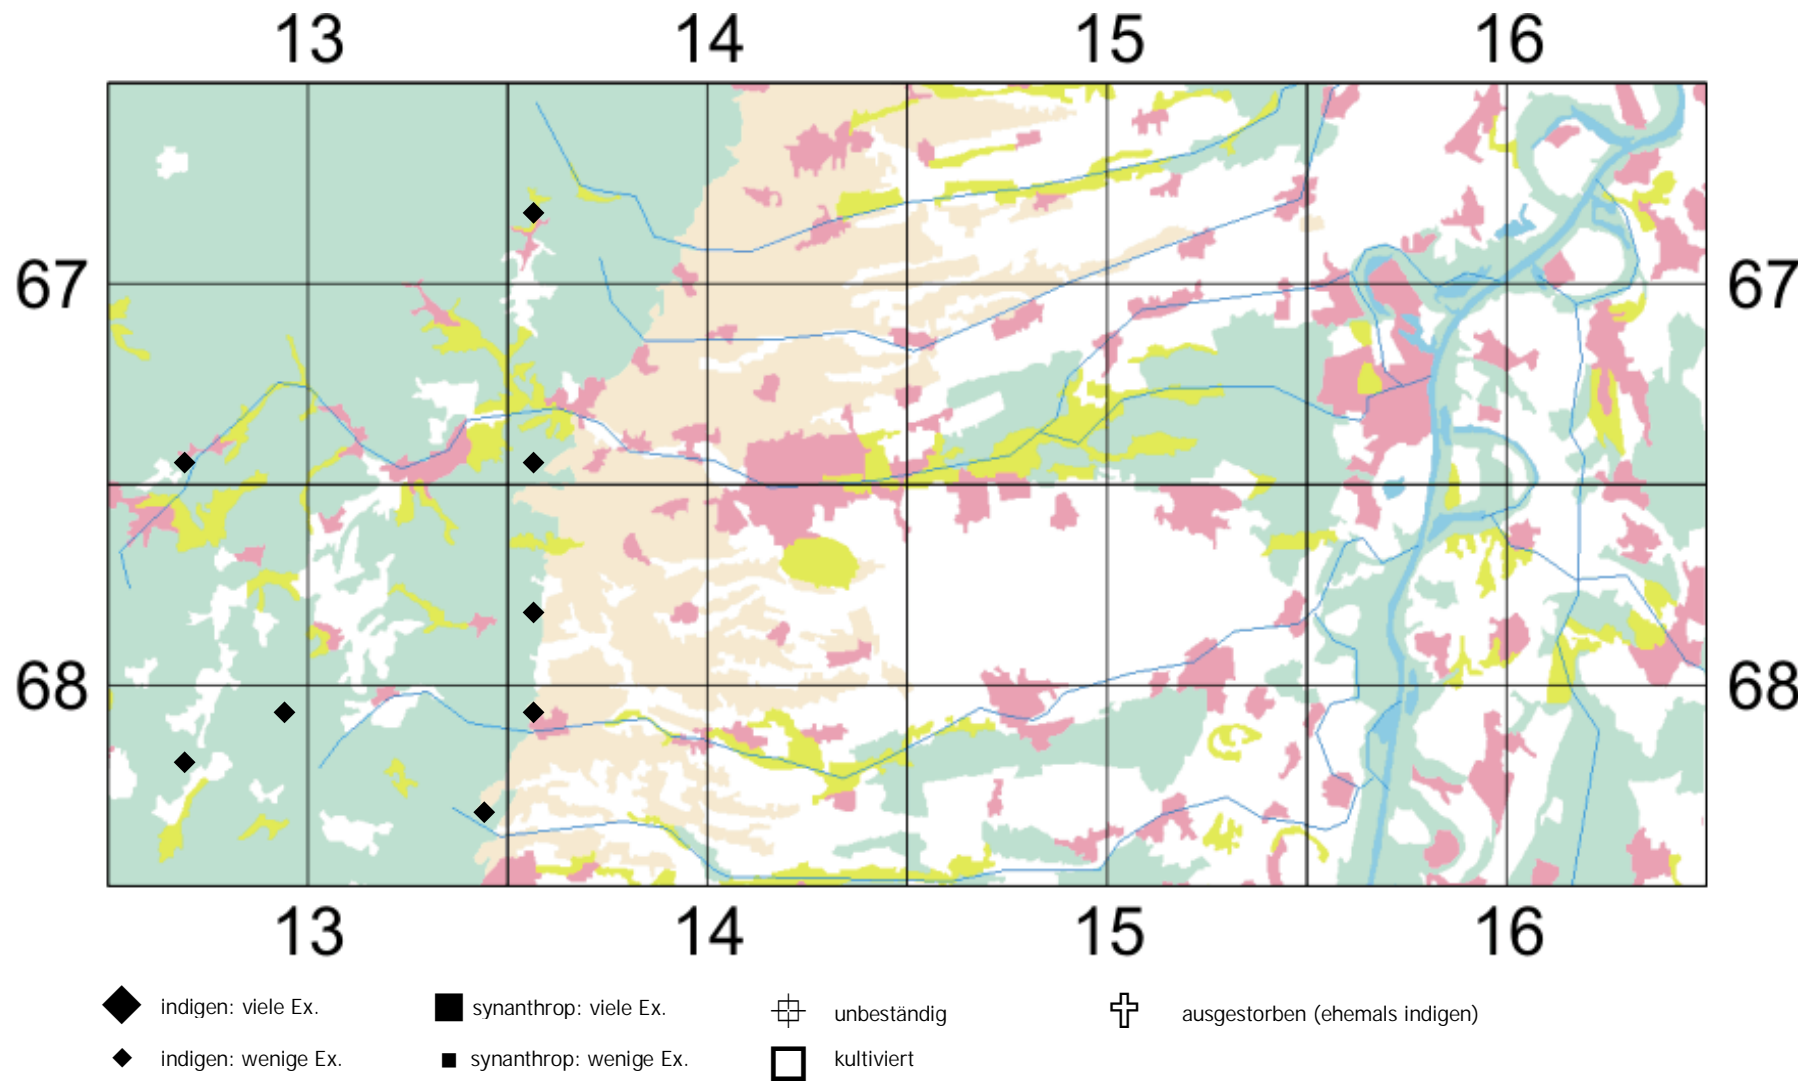 13 14 15 16
67 67
68 68
13 14 15 16
indigen: viele Ex. synanthrop: viele Ex. unbeständig ausgestorben (ehemals indigen)
indigen: wenige Ex. synanthrop: wenige Ex. kultiviert